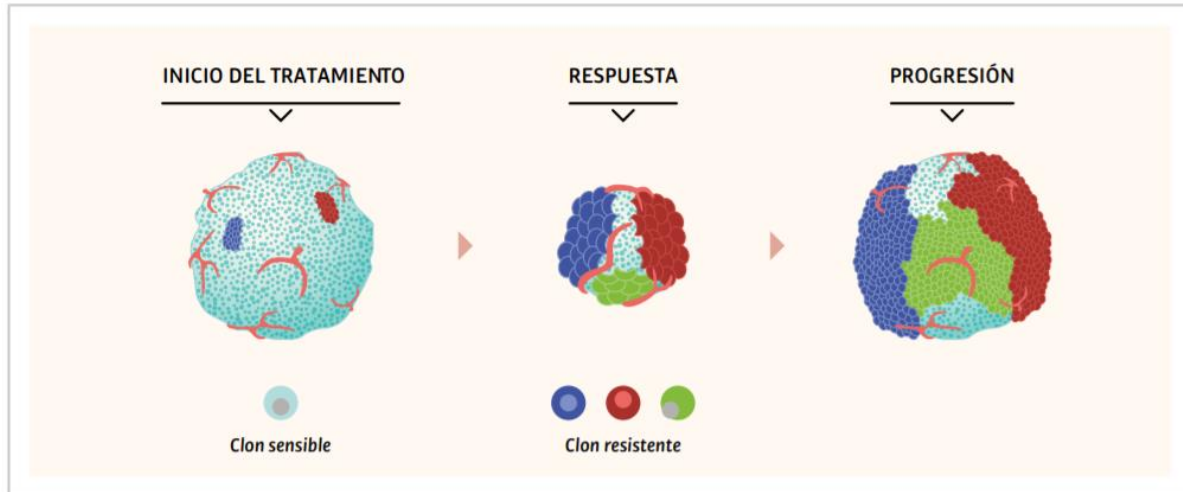 INICIO DEL TRATAMIENTO
RESPUESTA
PROGRESIÓN
Clon sensible
Clon resistente